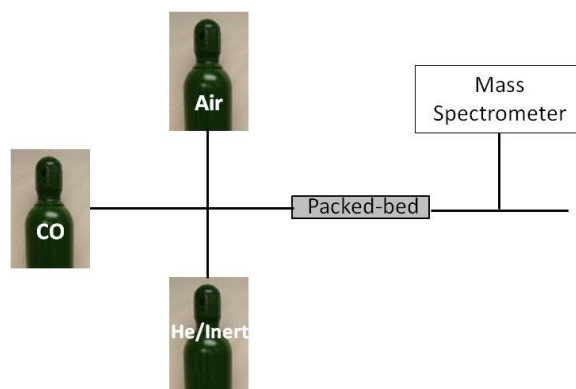 Air
Mass
Spectrometer
CO
Packed-bed
He/Inert